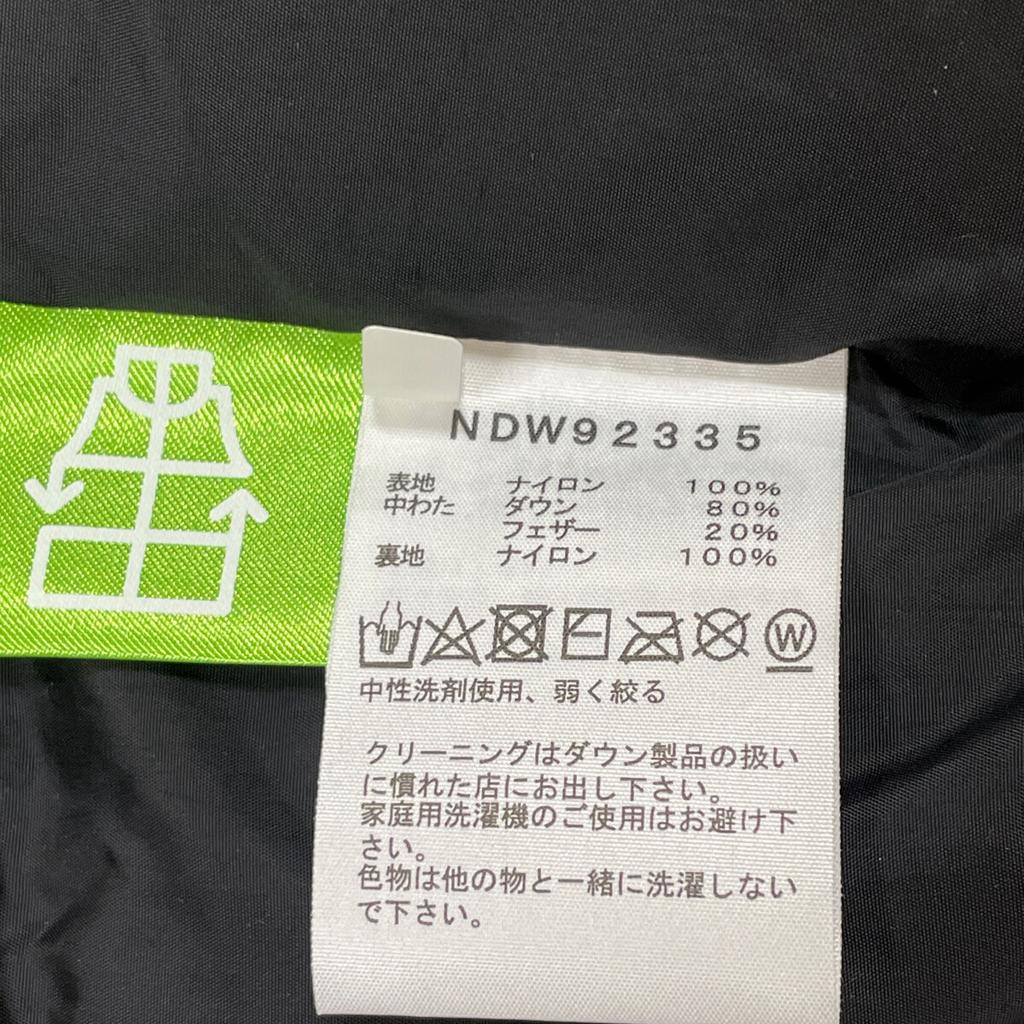 NDW92335
表地 ナイロン 100%
中わた ダウン 80%
フェザー 20%
裏地 ナイロン 100%
W
中性洗剤使用、弱く絞る
クリーニングはダウン製品の扱い
に慣れた店にお出し下さい。
家庭用洗濯機のご使用はお避け下
さい。
色物は他の物と一緒に洗濯しない
で下さい。